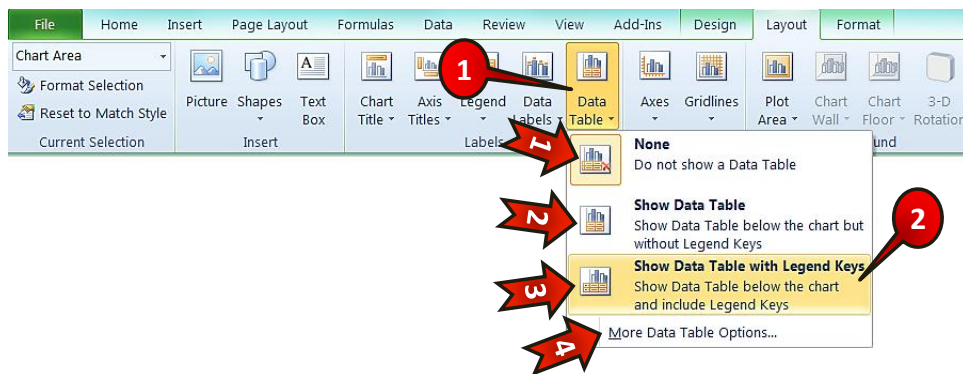 File Home Insert Page Layout Formulas Data Review View Add-Ins Design Layout Format
Chart Area
Format Selection
Reset to Match Style
Current Selection
Picture Shapes Text Box
Insert
Chart Title Axis Titles Legend Data Labels Data Table
Labels
Axes Gridlines
Plot Area Chart Wall Chart Floor 3-D Rotation
und
1
1
None
Do not show a Data Table
2
Show Data Table
Show Data Table below the chart but
without Legend Keys
2
3
Show Data Table with Legend Keys
Show Data Table below the chart
and include Legend Keys
4
More Data Table Options...